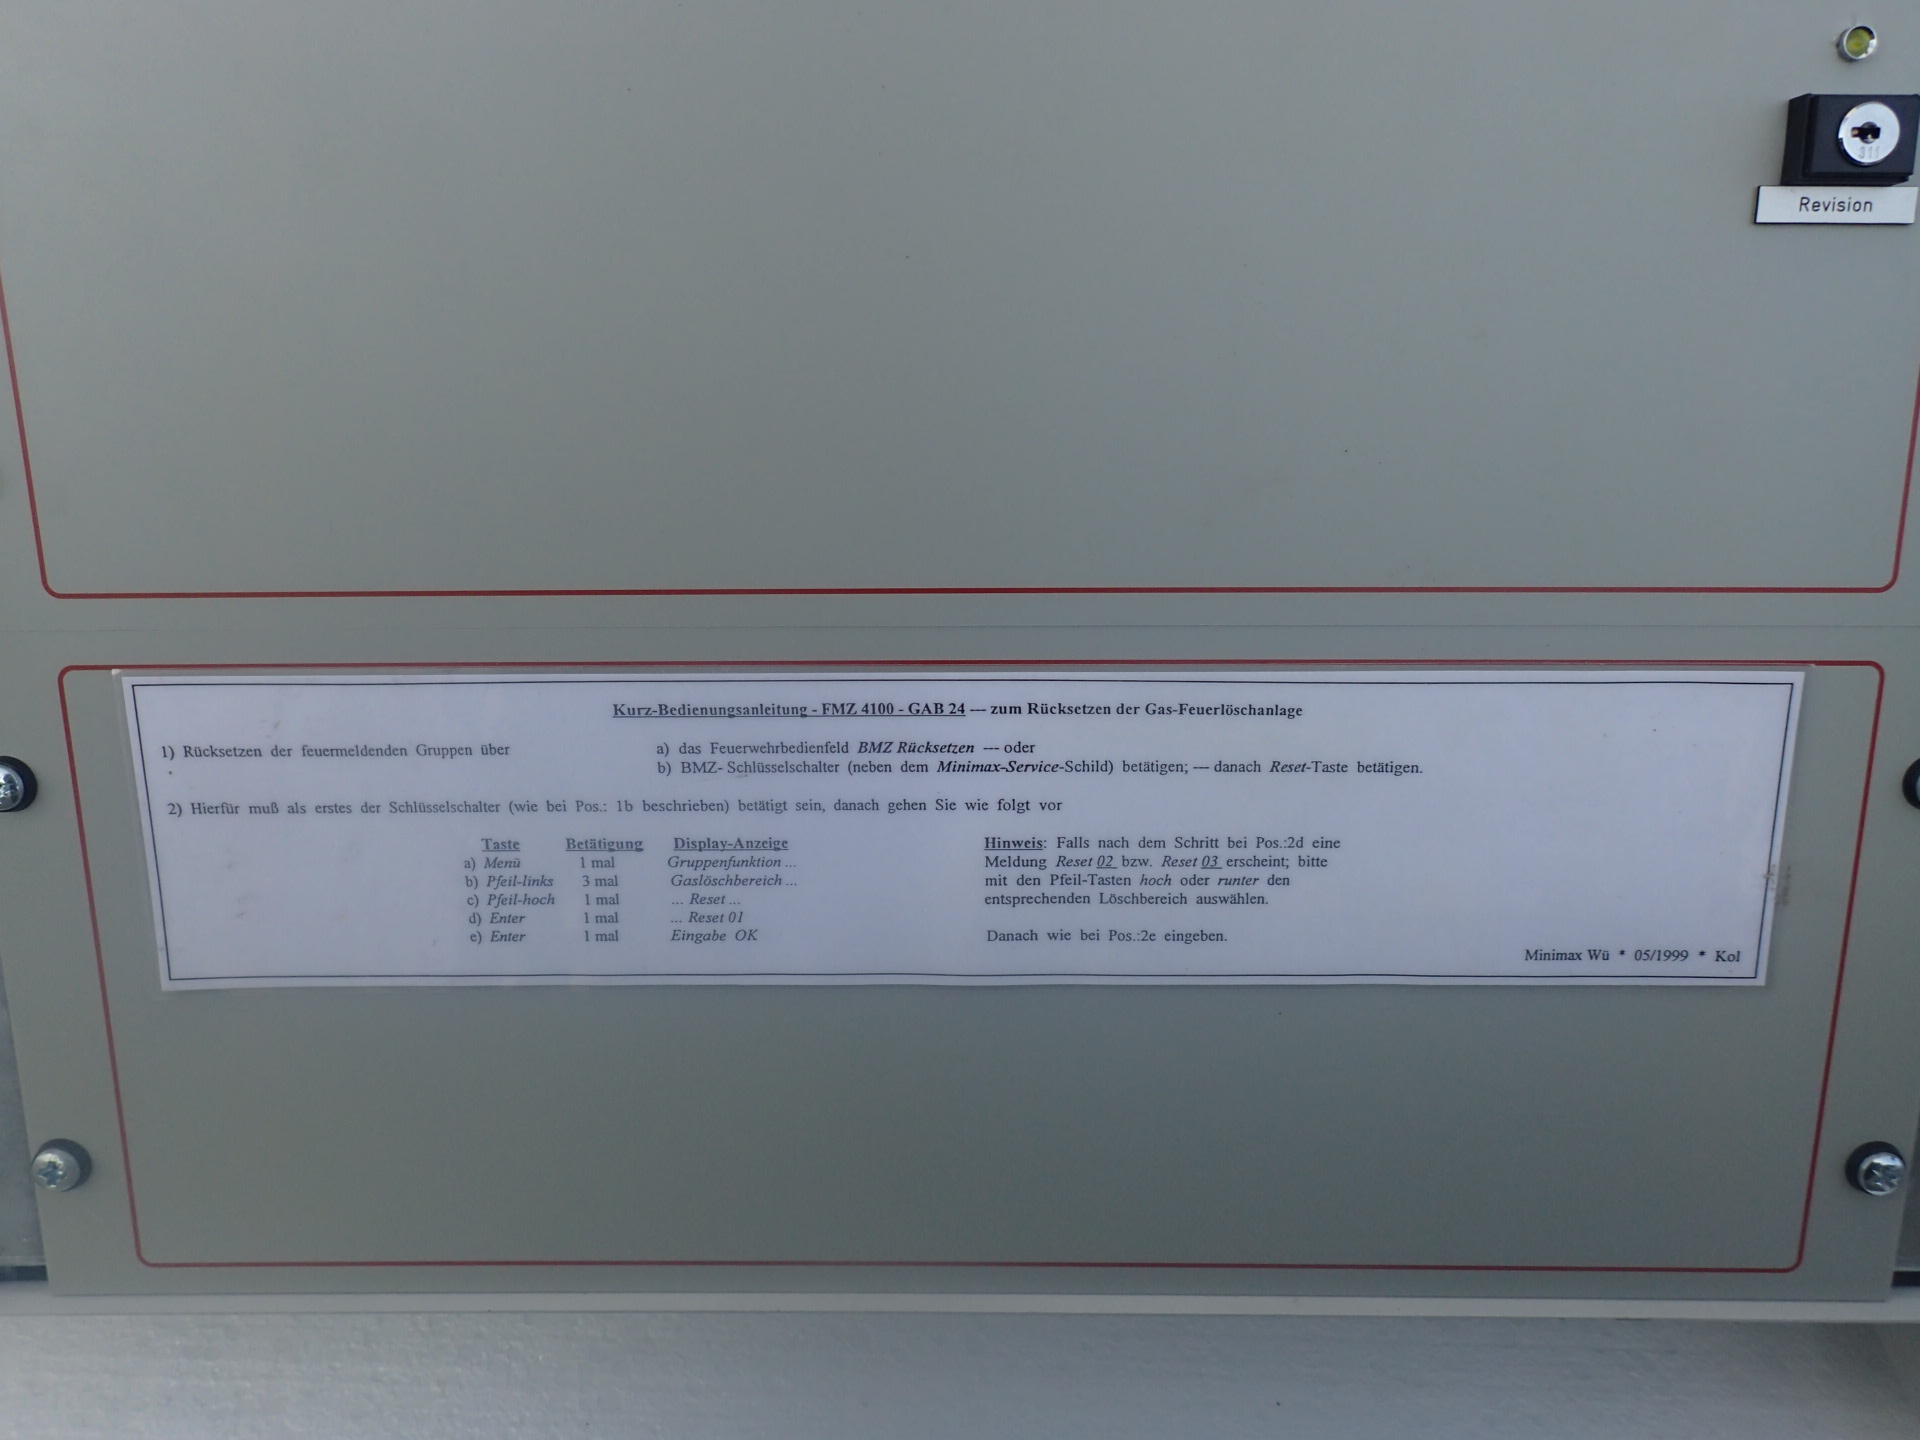 311
Revision
Kurz-Bedienungsanleitung - FMZ 4100 - GAB 24 --- zum Rücksetzen der Gas-Feuerlöschanlage
1) Rücksetzen der feuermeldenden Gruppen über
a) das Feuerwehrbedienfeld BMZ Rücksetzen --- oder
b) BMZ- Schlüsselschalter (neben dem Minimax-Service-Schild) betätigen; --- danach Reset-Taste betätigen.
2) Hierfür muß als erstes der Schlüsselschalter (wie bei Pos.: 1b beschrieben) betätigt sein, danach gehen Sie wie folgt vor
Taste Betätigung Display-Anzeige
a) Menü 1 mal Gruppenfunktion ...
b) Pfeil-links 3 mal Gaslöschbereich ...
c) Pfeil-hoch 1 mal ... Reset ...
d) Enter 1 mal ... Reset 01
e) Enter 1 mal Eingabe OK
Hinweis: Falls nach dem Schritt bei Pos.:2d eine
Meldung Reset 02 bzw. Reset 03 erscheint; bitte
mit den Pfeil-Tasten hoch oder runter den
entsprechenden Löschbereich auswählen.
Danach wie bei Pos.:2e eingeben.
Minimax Wü * 05/1999 * Kol